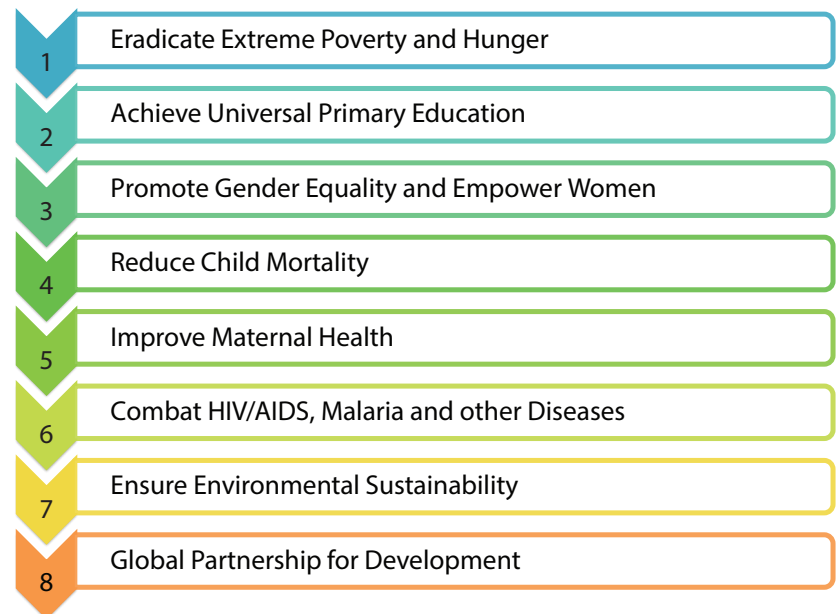 1 Eradicate Extreme Poverty and Hunger
2 Achieve Universal Primary Education
3 Promote Gender Equality and Empower Women
4 Reduce Child Mortality
5 Improve Maternal Health
6 Combat HIV/AIDS, Malaria and other Diseases
7 Ensure Environmental Sustainability
8 Global Partnership for Development